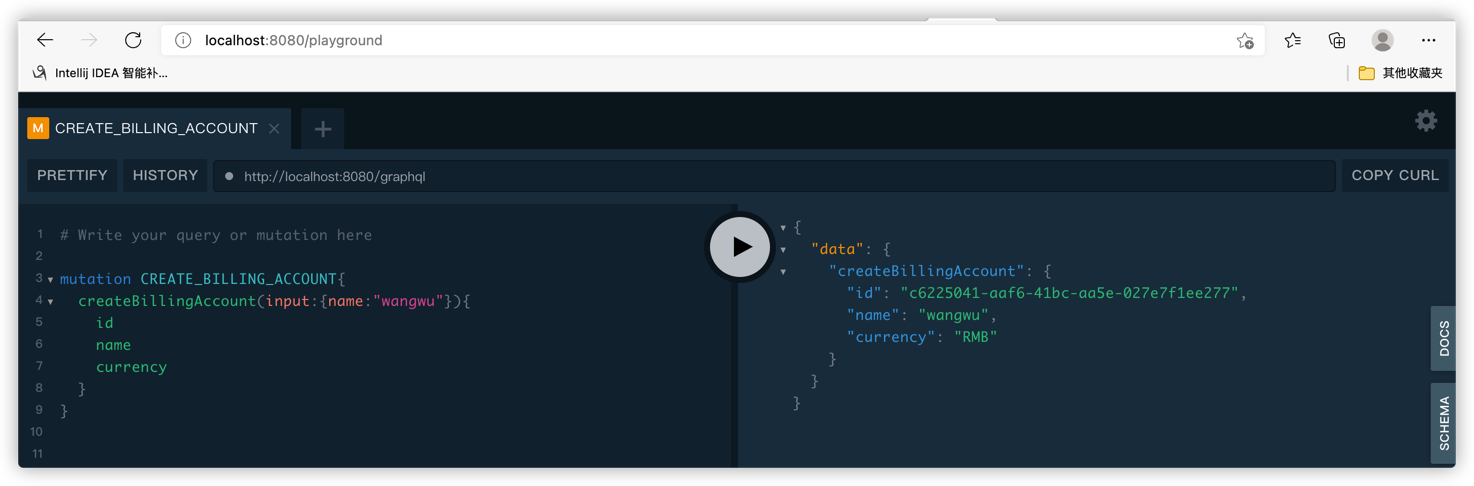 localhost:8080/playground
Intellij IDEA 智能补...
其他收藏夹
M CREATE_BILLING_ACCOUNT
PRETTIFY HISTORY http://localhost:8080/graphql COPY CURL
1 # Write your query or mutation here
2
3 mutation CREATE_BILLING_ACCOUNT{
4 createBillingAccount(input:{name:"wangwu"}){
5 id
6 name
7 currency
8 }
9 }
10
11
{
"data": {
"createBillingAccount": {
"id": "c6225041-aaf6-41bc-aa5e-027e7f1ee277",
"name": "wangwu",
"currency": "RMB"
}
}
}
DOCS
SCHEMA